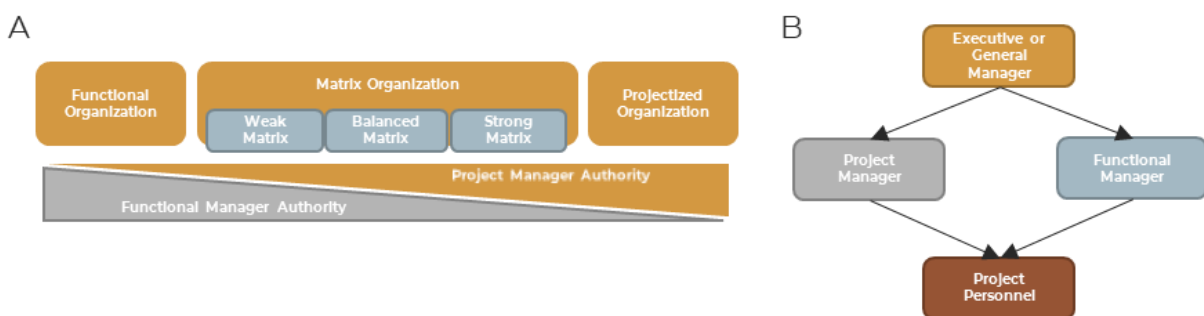 A
Functional
Organization
Matrix Organization
Weak
Matrix
Balanced
Matrix
Strong
Matrix
Projectized
Organization
Project Manager Authority
Functional Manager Authority
B
Executive or
General
Manager
Project
Manager
Functional
Manager
Project
Personnel